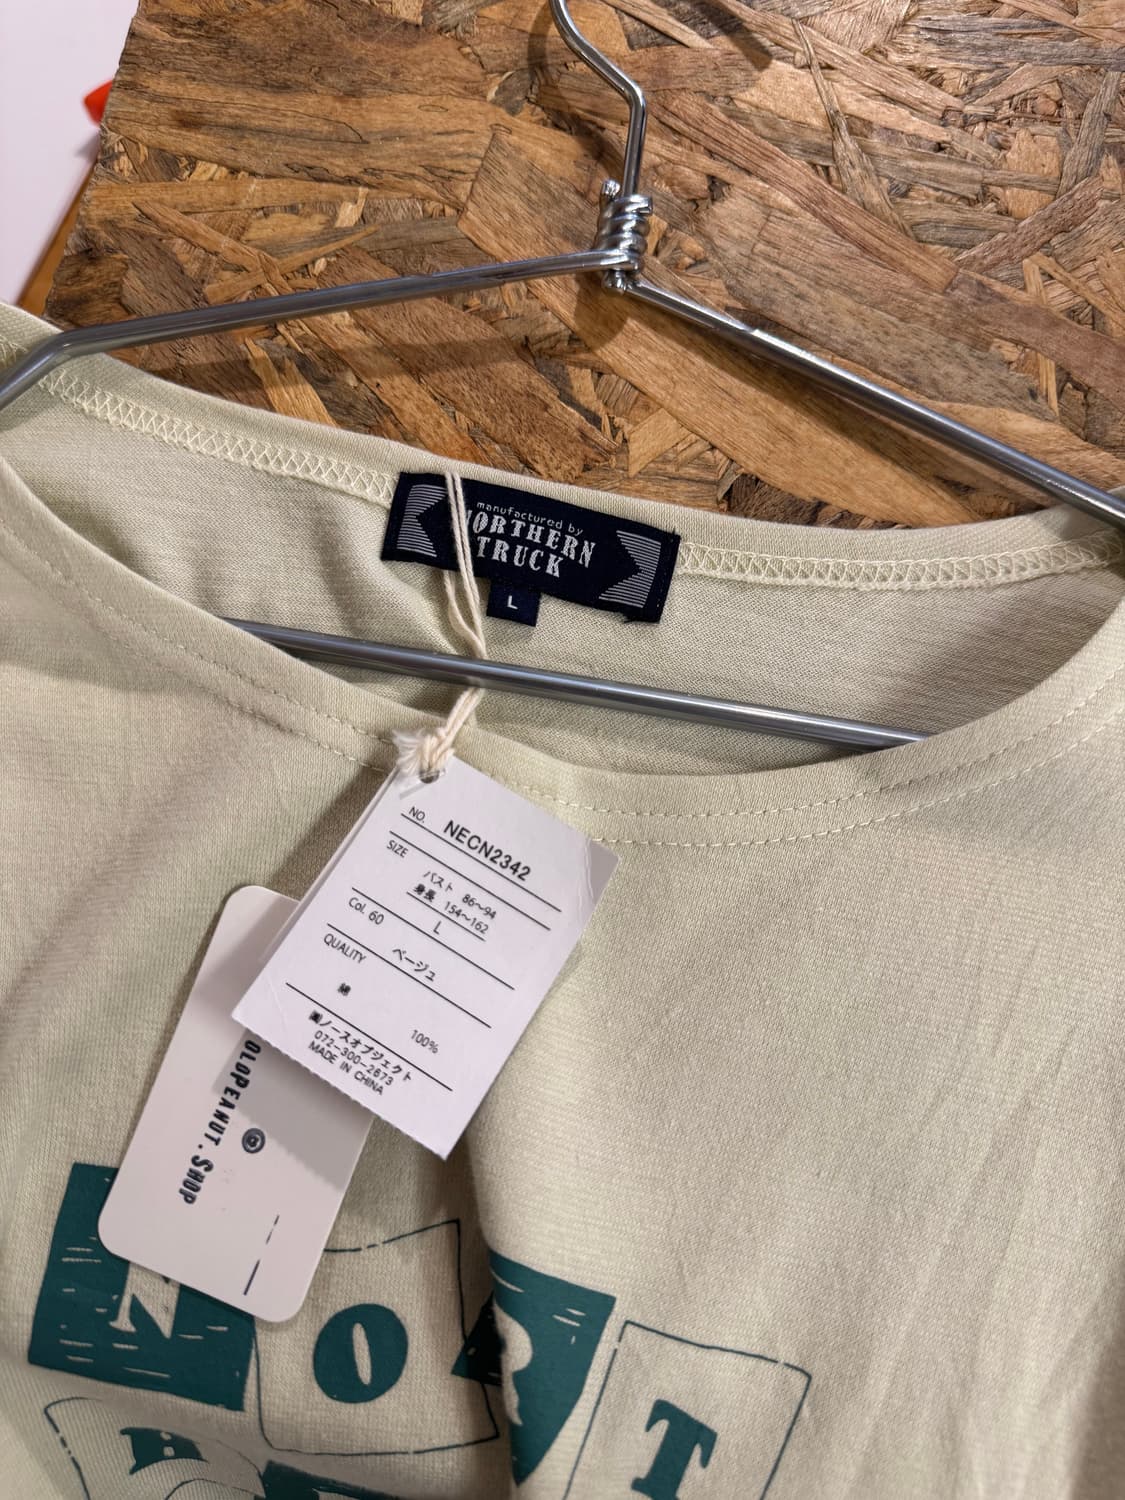 manufactured by
NORTHERN
TRUCK
L
NO. NECN2342
SIZE
バスト 86〜94
身長 154〜162
L
Col. 60
ベージュ
QUALITY
綿 100%
㈱ノースオブジェクト
072-300-2673
MADE IN CHINA
OLOPEANUT.SHOP
N O R T
H